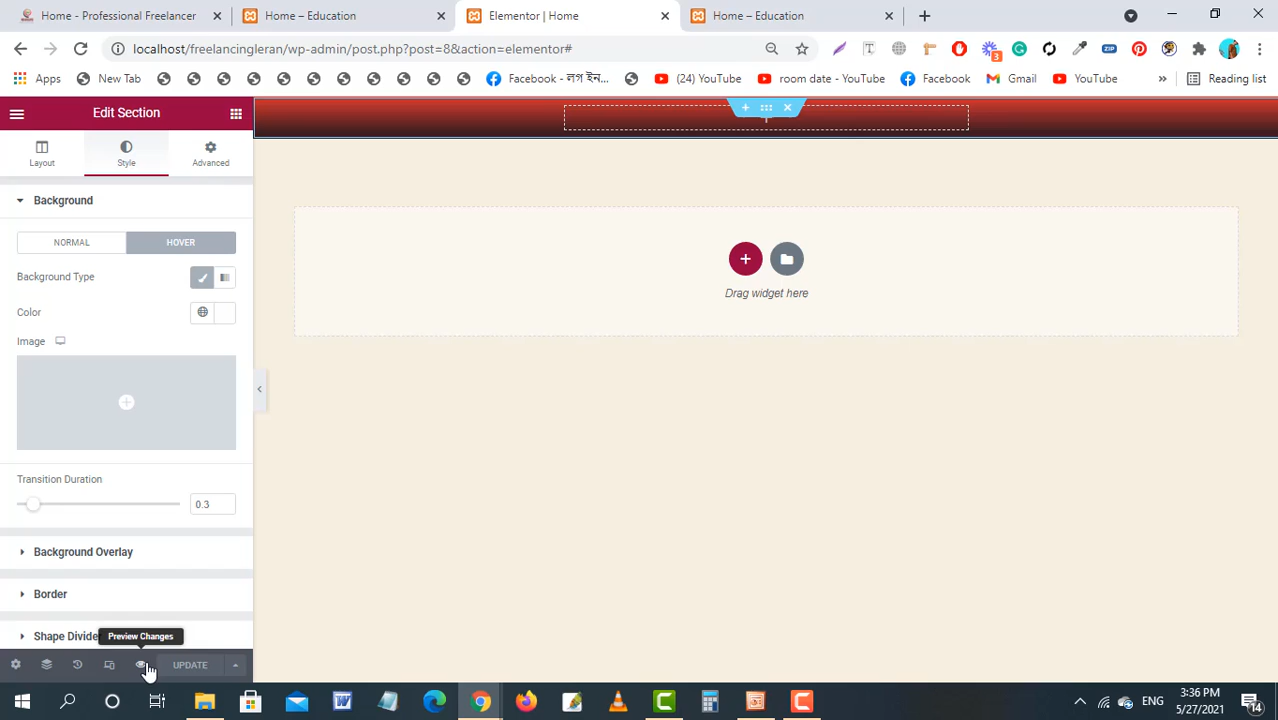 Home - Professional Freelancer
Home – Education
Elementor | Home
Home – Education
localhost/freelancingleran/wp-admin/post.php?post=8&action=elementor#
3
Apps
New Tab
Facebook - লগ ইন...
(24) YouTube
room date - YouTube
Facebook
Gmail
YouTube
»
Reading list
Edit Section
Layout
Style
Advanced
Background
NORMAL
HOVER
Background Type
Color
Image
Transition Duration
0.3
Background Overlay
Border
Shape Divider
Preview Changes
UPDATE
Drag widget here
ENG
3:36 PM
5/27/2021
14